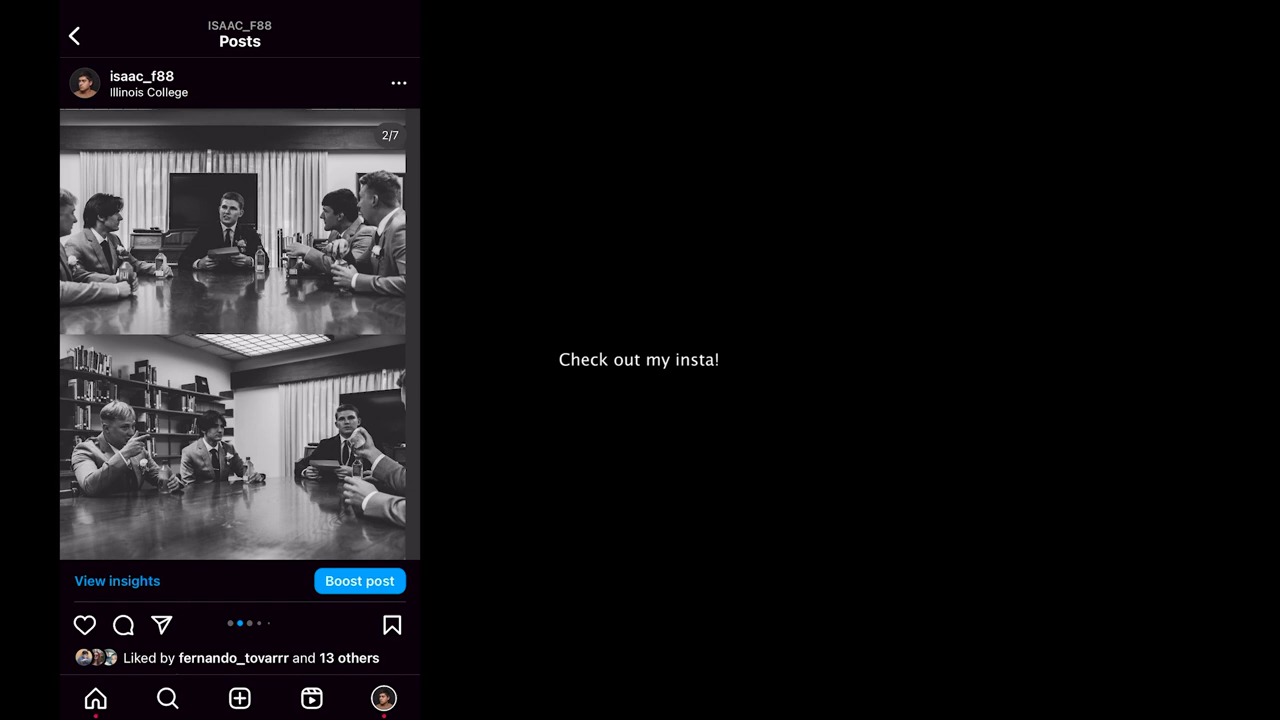 ISAAC_F88
Posts
isaac_f88
Illinois College
2/7
Check out my insta!
View insights
Boost post
Liked by fernando_tovarrr and 13 others